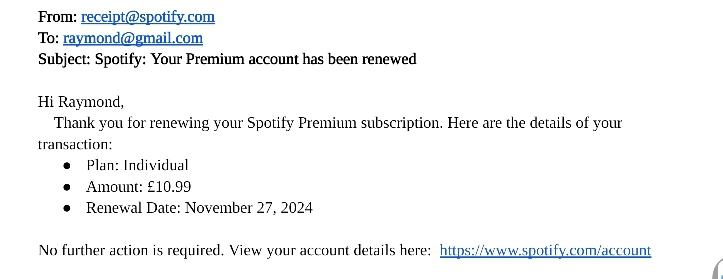 From: receipt@spotify.com
To: raymond@gmail.com
Subject: Spotify: Your Premium account has been renewed
Hi Raymond,
Thank you for renewing your Spotify Premium subscription. Here are the details of your
transaction:
● Plan: Individual
● Amount: £10.99
● Renewal Date: November 27, 2024
No further action is required. View your account details here: https://www.spotify.com/account